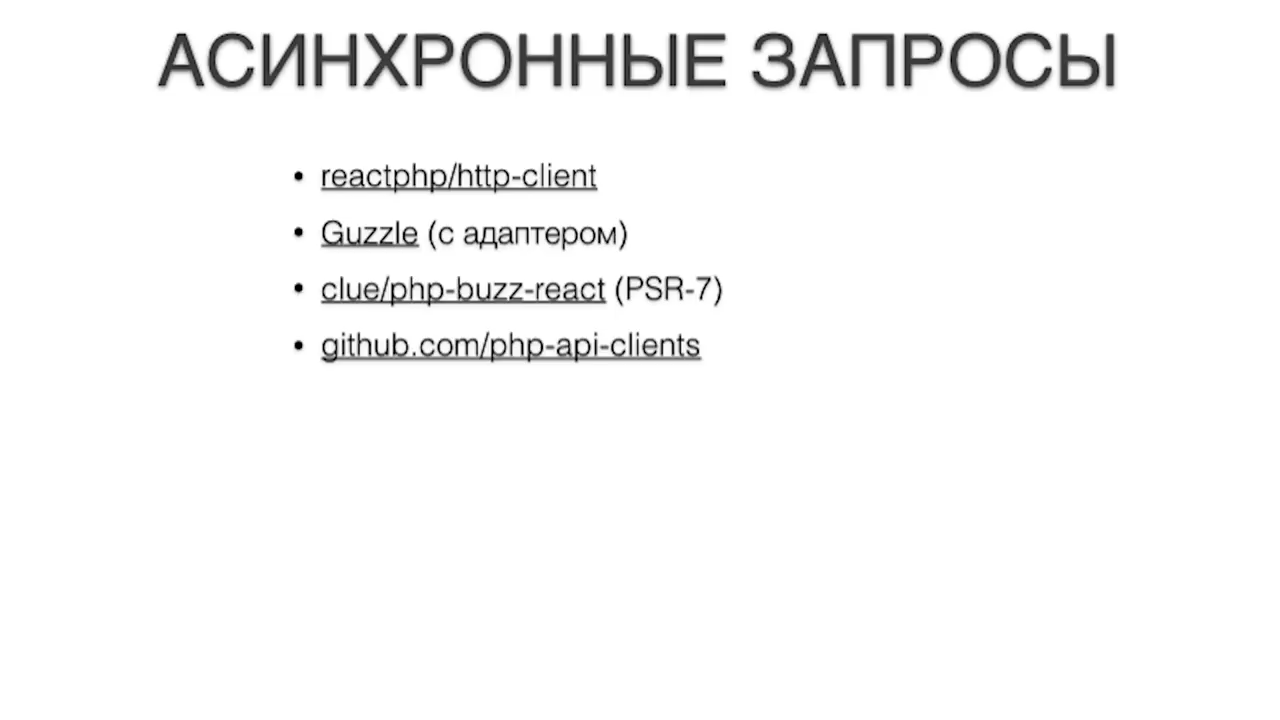 АСИНХРОННЫЕ ЗАПРОСЫ
• reactphp/http-client
• Guzzle (с адаптером)
• clue/php-buzz-react (PSR-7)
• github.com/php-api-clients